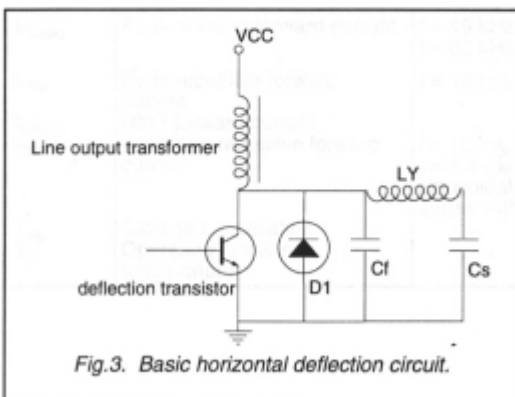 VCC
Line output transformer
LY
deflection transistor
D1
Cf
Cs
Fig.3. Basic horizontal deflection circuit.